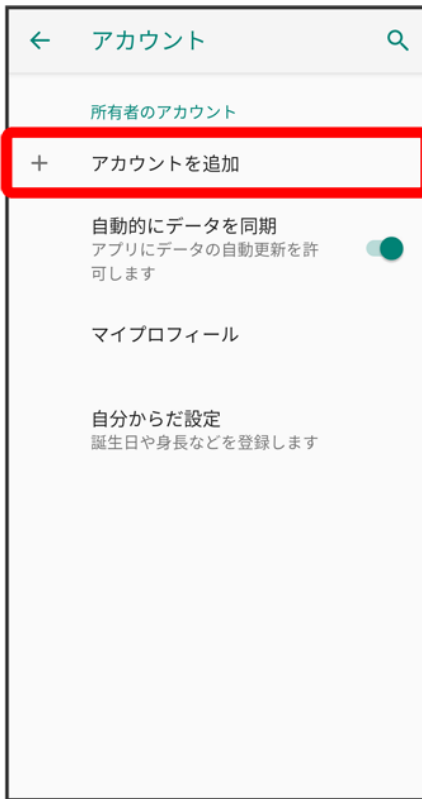 アカウント
所有者のアカウント
アカウントを追加
自動的にデータを同期
アプリにデータの自動更新を許
可します
マイプロフィール
自分からだ設定
誕生日や身長などを登録します